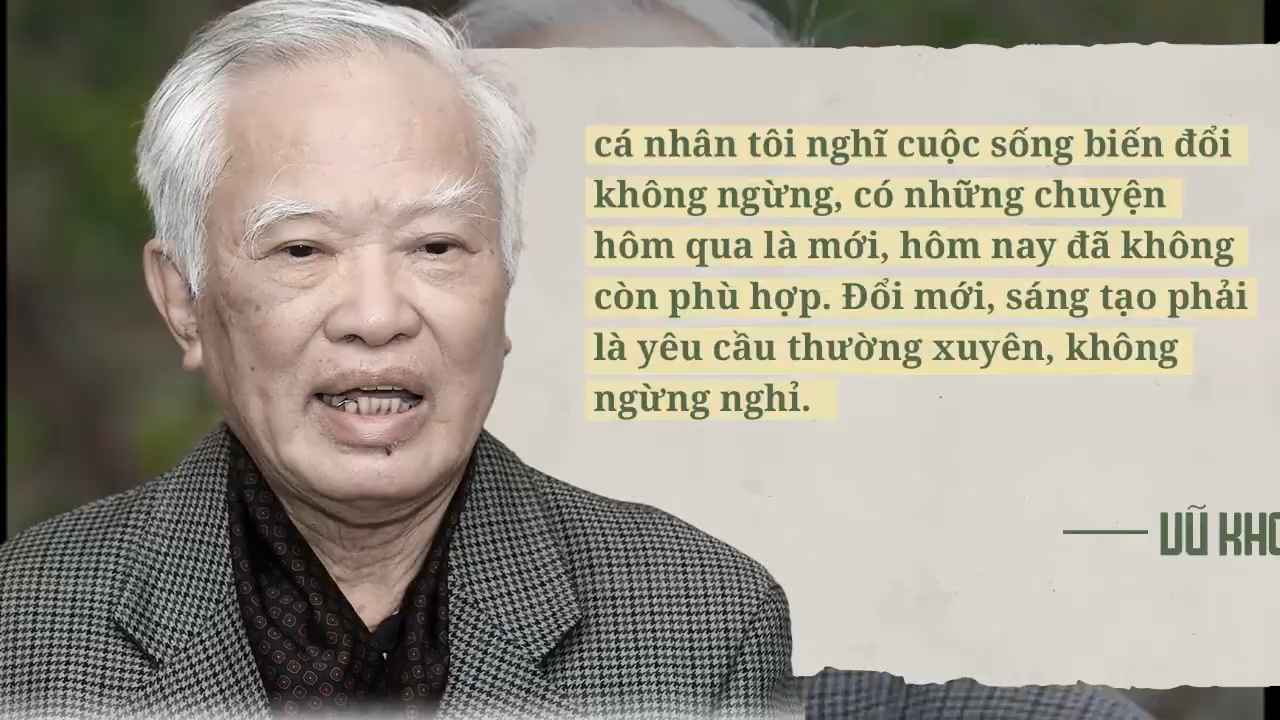 cá nhân tôi nghĩ cuộc sống biến đổi
không ngừng, có những chuyện
hôm qua là mới, hôm nay đã không
còn phù hợp. Đổi mới, sáng tạo phải
là yêu cầu thường xuyên, không
ngừng nghỉ.
VŨ KHO